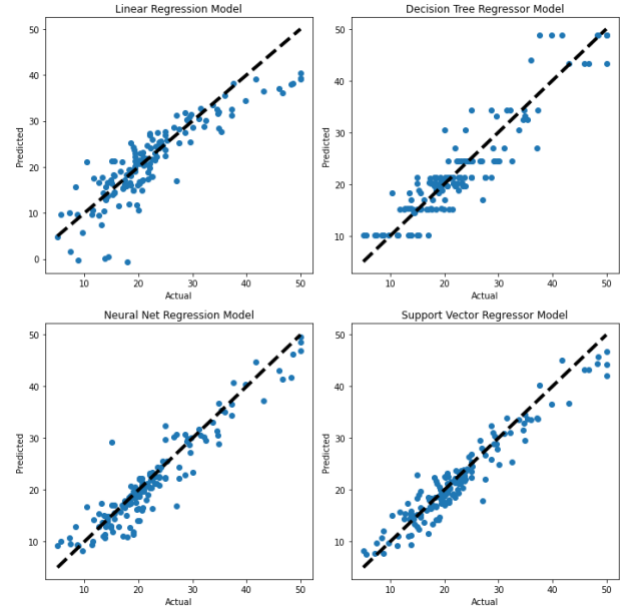 Linear Regression Model
50
40
30
20
10
0
Predicted
10 20 30 40 50
Actual
Decision Tree Regressor Model
50
40
30
20
10
Predicted
10 20 30 40 50
Actual
Neural Net Regression Model
50
40
30
20
10
Predicted
10 20 30 40 50
Actual
Support Vector Regressor Model
50
40
30
20
10
Predicted
10 20 30 40 50
Actual